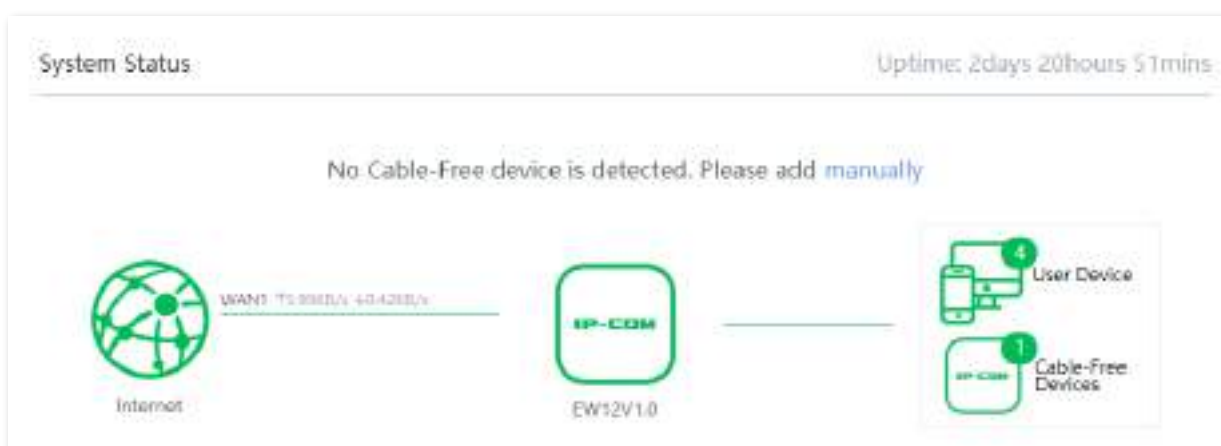 System Status
Uptime: 2days 20hours 51mins
No Cable-Free device is detected. Please add manually
4
User Device
WAN1
IP-COM
1
IP-COM
Cable-Free
Devices
Internet
EW12V1.0